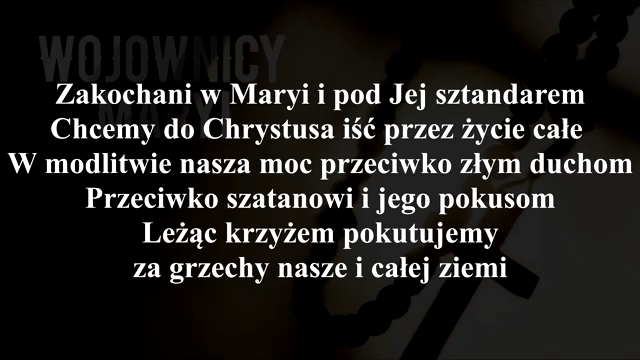 WOJOWNICY
MARYI
Zakochani w Maryi i pod Jej sztandarem
Chcemy do Chrystusa iść przez życie całe
W modlitwie nasza moc przeciwko złym duchom
Przeciwko szatanowi i jego pokusom
Leżąc krzyżem pokutujemy
za grzechy nasze i całej ziemi